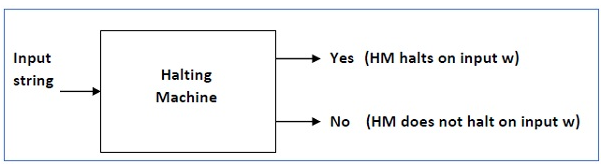 Input
string
Halting
Machine
Yes (HM halts on input w)
No (HM does not halt on input w)